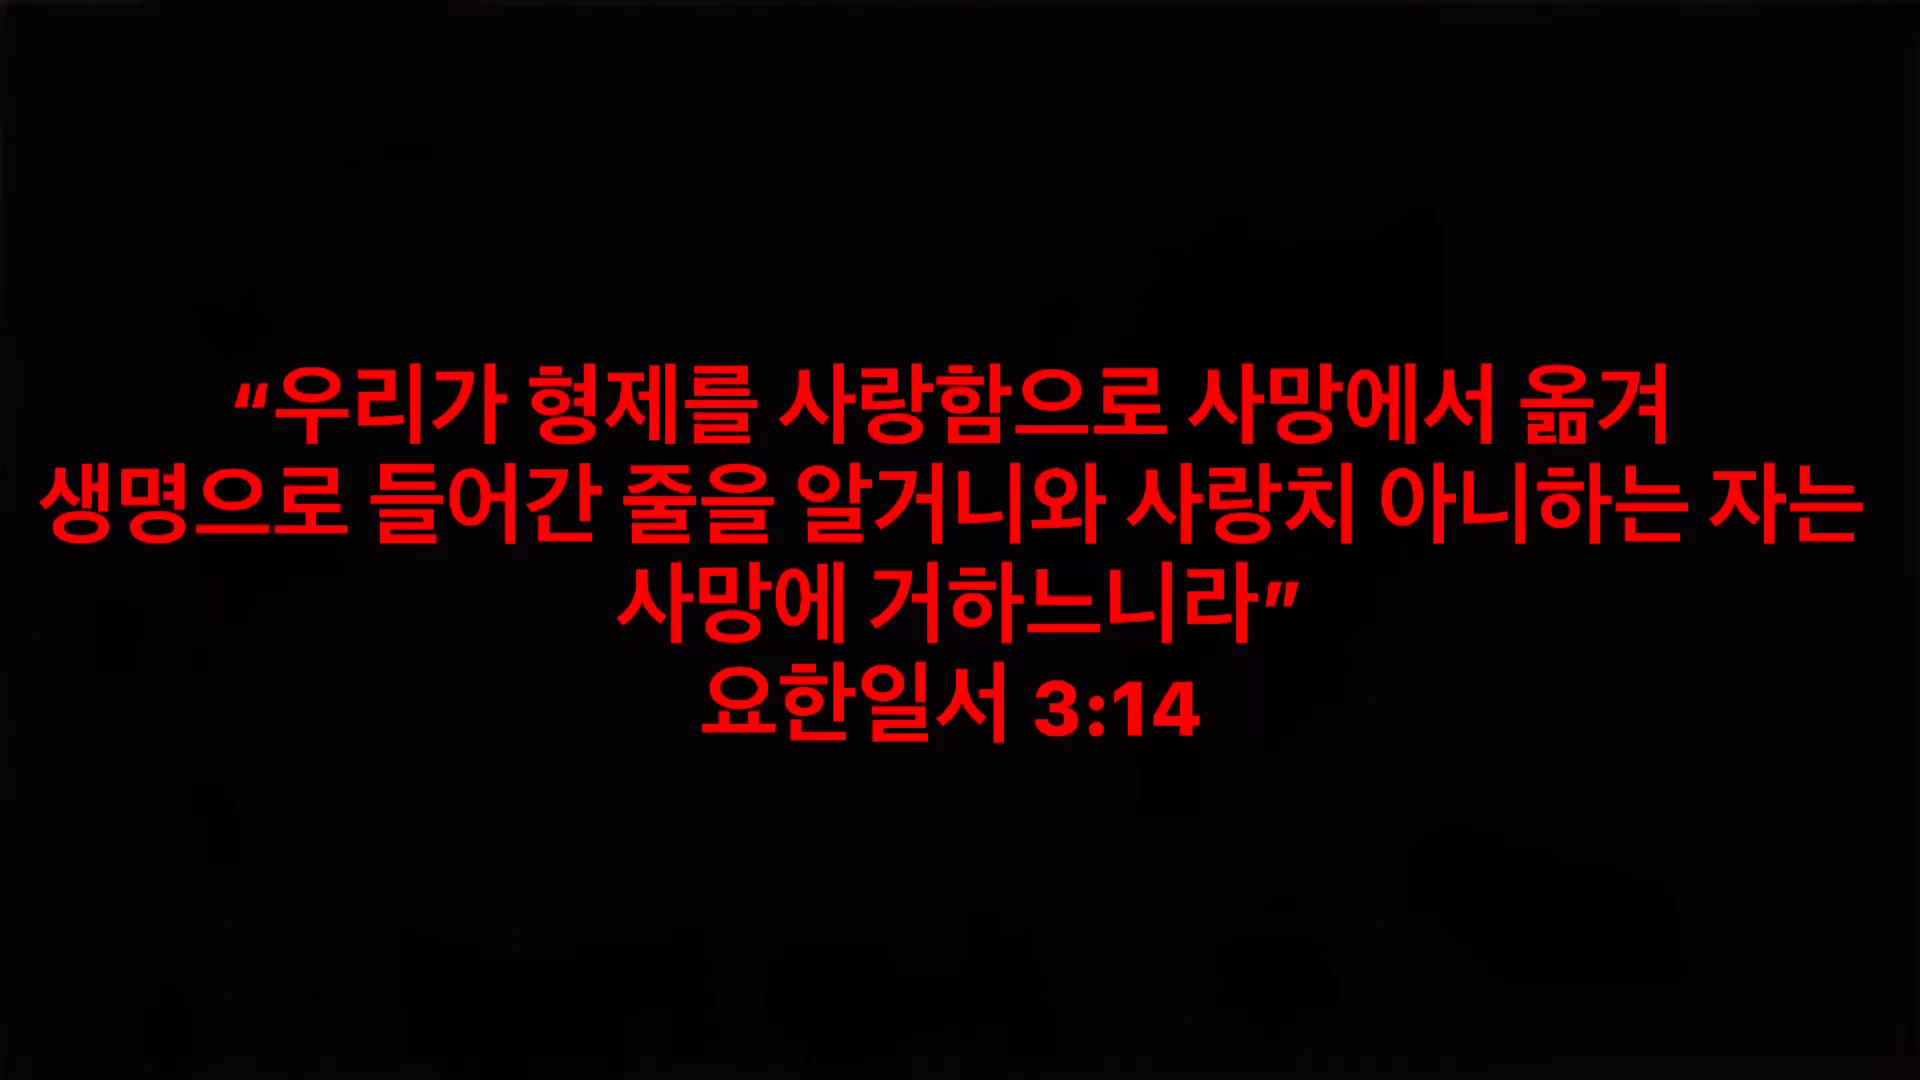 “우리가 형제를 사랑함으로 사망에서 옮겨
생명으로 들어간 줄을 알거니와 사랑치 아니하는 자는
사망에 거하느니라”
요한일서 3:14